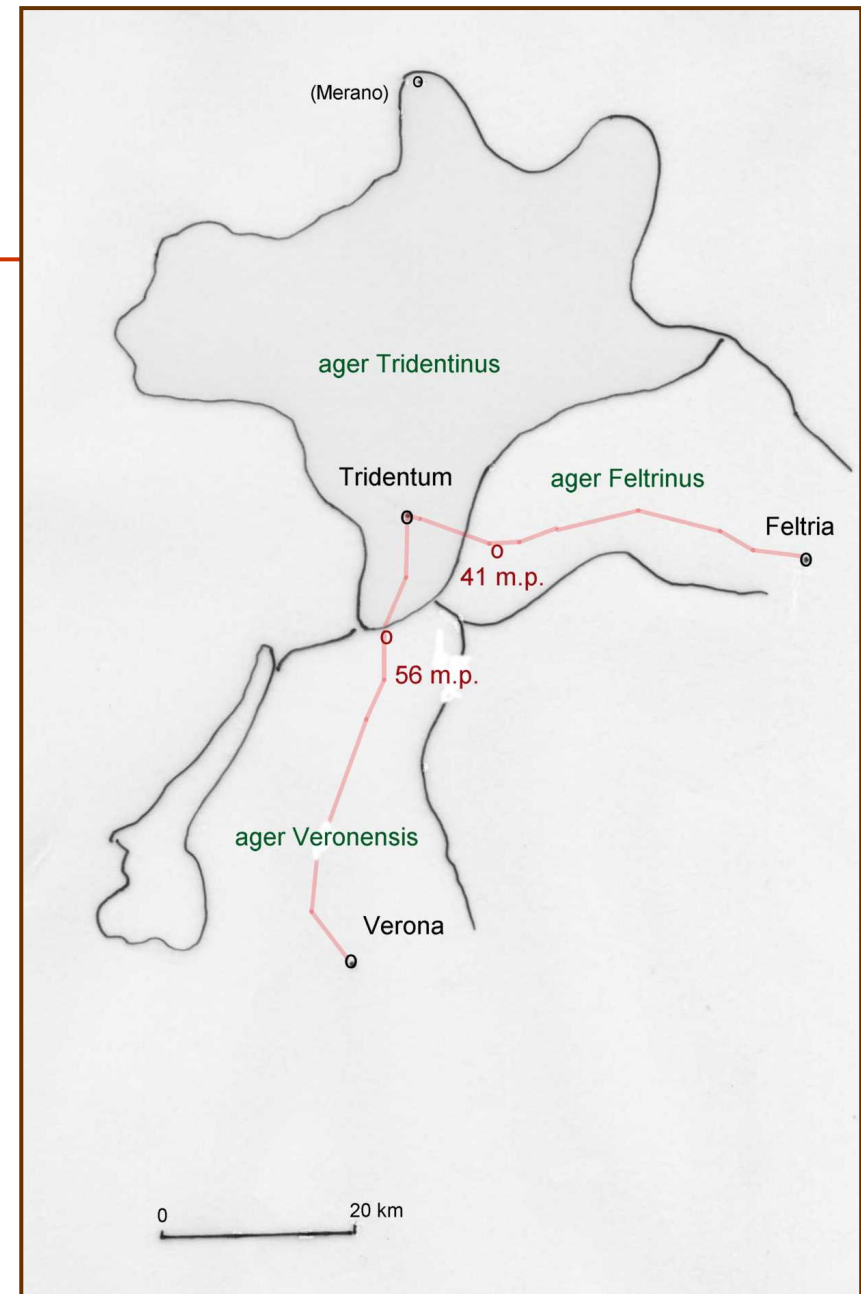 (Merano)
ager Tridentinus
Tridentum
ager Feltrinus
Feltria
41 m.p.
56 m.p.
ager Veronensis
Verona
0
20 km